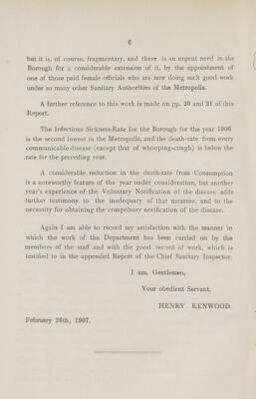 6
but it is, of course, fragmentary, and there is an urgent need in the
Borough for a considerable extension of it, by the appointment of
one of those paid female officials who are now doing such good work
under so many other Sanitary Authorities of the Metropolis.
A further reference to this work is made on pp. 20 and 21 of this
Report.
The Infectious Sickness-Rate for the Borough for the year 1906
is the second lowest in the Metropolis, and the death-rate from every
communicable disease (except that of whooping-cough) is below the
rate for the preceding year.
A considerable reduction in the death-rate from Consumption
is a noteworthy feature of the year under consideration, but another
year's experience of the Voluntary Notification of the disease adds
further testimony to the inadequacy of that measure, and to the
necessity for obtaining the compulsory notification of the disease.
Again I am able to record my satisfaction with the manner in
which the work of the Department has been carried on by the
members of the staff and with the good record of work, which is
testified to in the appended Report of the Chief Sanitary Inspector.
I am, Gentlemen,
Your obedient Servant,
HENRY KENWOOD.
February 26th, 1907.